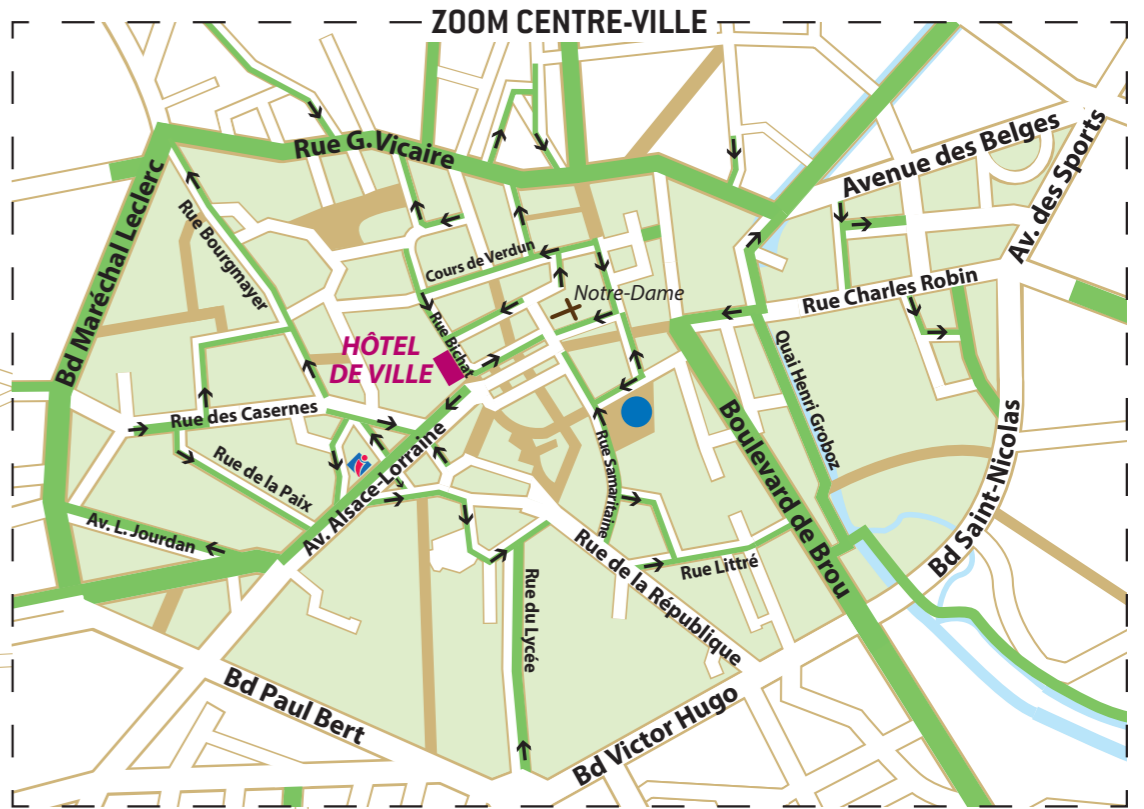 ZOOM CENTRE-VILLE
Rue G. Vicaire
Avenue des Belges
Av. des Sports
Bd Maréchal Leclerc
Rue Bourgmayer
Cours de Verdun
Notre-Dame
Rue Charles Robin
Rue Bichat
HÔTEL
DE VILLE
Quai Henri Groboz
Rue des Casernes
Boulevard de Brou
Rue Samaritaine
Av. Alsace-Lorraine
Rue de la Paix
Av. L. Jourdan
Bd Saint-Nicolas
Rue Littré
Rue de la République
Rue du Lycée
Bd Paul Bert
Bd Victor Hugo